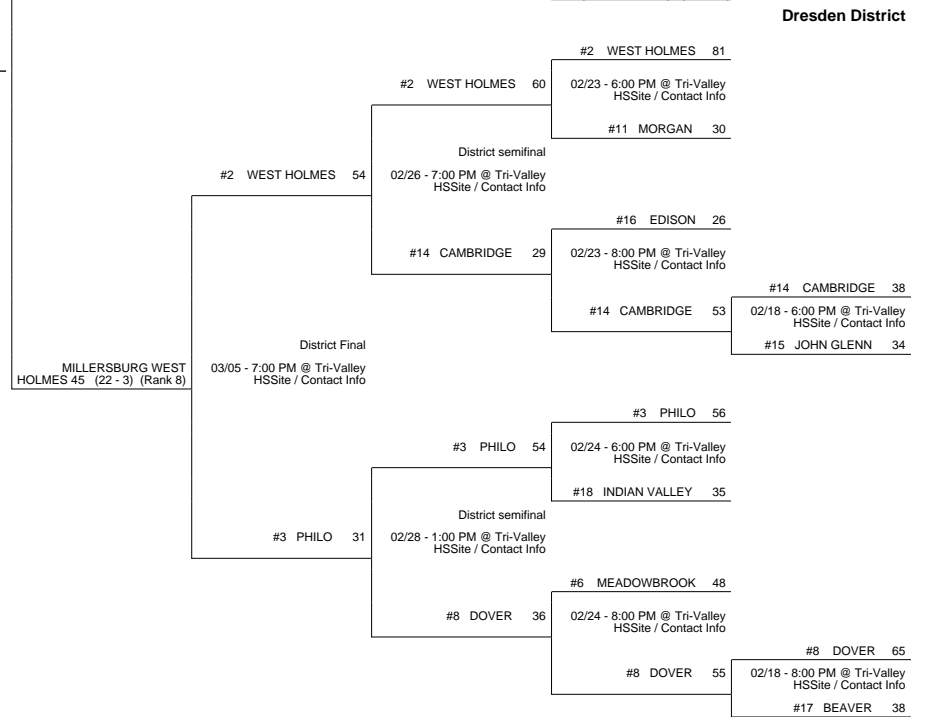 Dresden District
#2 WEST HOLMES 81
#2 WEST HOLMES 60
02/23 - 6:00 PM @ Tri-Valley
HSSite / Contact Info
#11 MORGAN 30
District semifinal
#2 WEST HOLMES 54
02/26 - 7:00 PM @ Tri-Valley
HSSite / Contact Info
#16 EDISON 26
#14 CAMBRIDGE 29
02/23 - 8:00 PM @ Tri-Valley
HSSite / Contact Info
#14 CAMBRIDGE 38
#14 CAMBRIDGE 53
02/18 - 6:00 PM @ Tri-Valley
HSSite / Contact Info
#15 JOHN GLENN 34
District Final
MILLERSBURG WEST
HOLMES 45 (22 - 3) (Rank 8)
03/05 - 7:00 PM @ Tri-Valley
HSSite / Contact Info
#3 PHILO 56
#3 PHILO 54
02/24 - 6:00 PM @ Tri-Valley
HSSite / Contact Info
#18 INDIAN VALLEY 35
District semifinal
#3 PHILO 31
02/28 - 1:00 PM @ Tri-Valley
HSSite / Contact Info
#6 MEADOWBROOK 48
#8 DOVER 36
02/24 - 8:00 PM @ Tri-Valley
HSSite / Contact Info
#8 DOVER 65
#8 DOVER 55
02/18 - 8:00 PM @ Tri-Valley
HSSite / Contact Info
#17 BEAVER 38